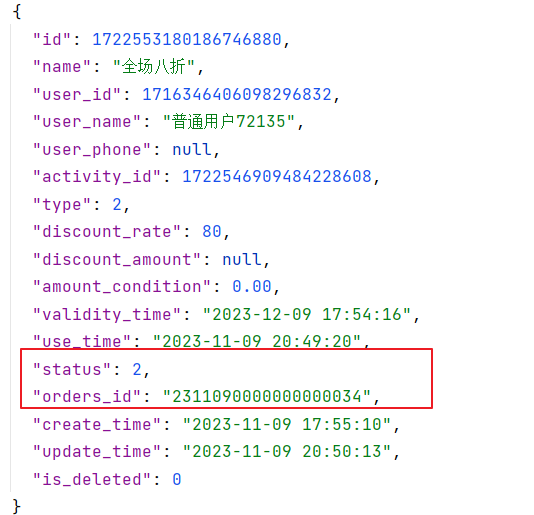 {
"id": 1722553180186746880,
"name": "全场八折",
"user_id": 1716346406098296832,
"user_name": "普通用户72135",
"user_phone": null,
"activity_id": 1722546909484228608,
"type": 2,
"discount_rate": 80,
"discount_amount": null,
"amount_condition": 0.00,
"validity_time": "2023-12-09 17:54:16",
"use_time": "2023-11-09 20:49:20",
"status": 2,
"orders_id": "2311090000000000034",
"create_time": "2023-11-09 17:55:10",
"update_time": "2023-11-09 20:50:13",
"is_deleted": 0
}